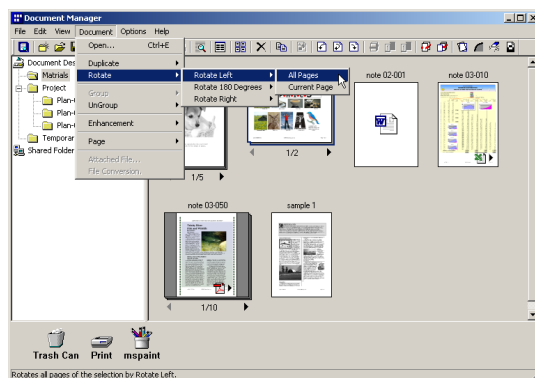 Document Manager
File Edit View Document Options Help
Open... Ctrl+E
Document Des
Duplicate
Matrials
Rotate
Rotate Left
All Pages
note 02-001
note 03-010
Project
Group
Rotate 180 Degrees
Current Page
Plan-
UnGroup
Rotate Right
Plan-
Plan-
Enhancement
Temporar
Page
Shared Folder
1/2
Attached File...
File Conversion.
1/5
note 03-050
sample 1
1/10
Trash Can Print mspaint
Rotates all pages of the selection by Rotate Left.